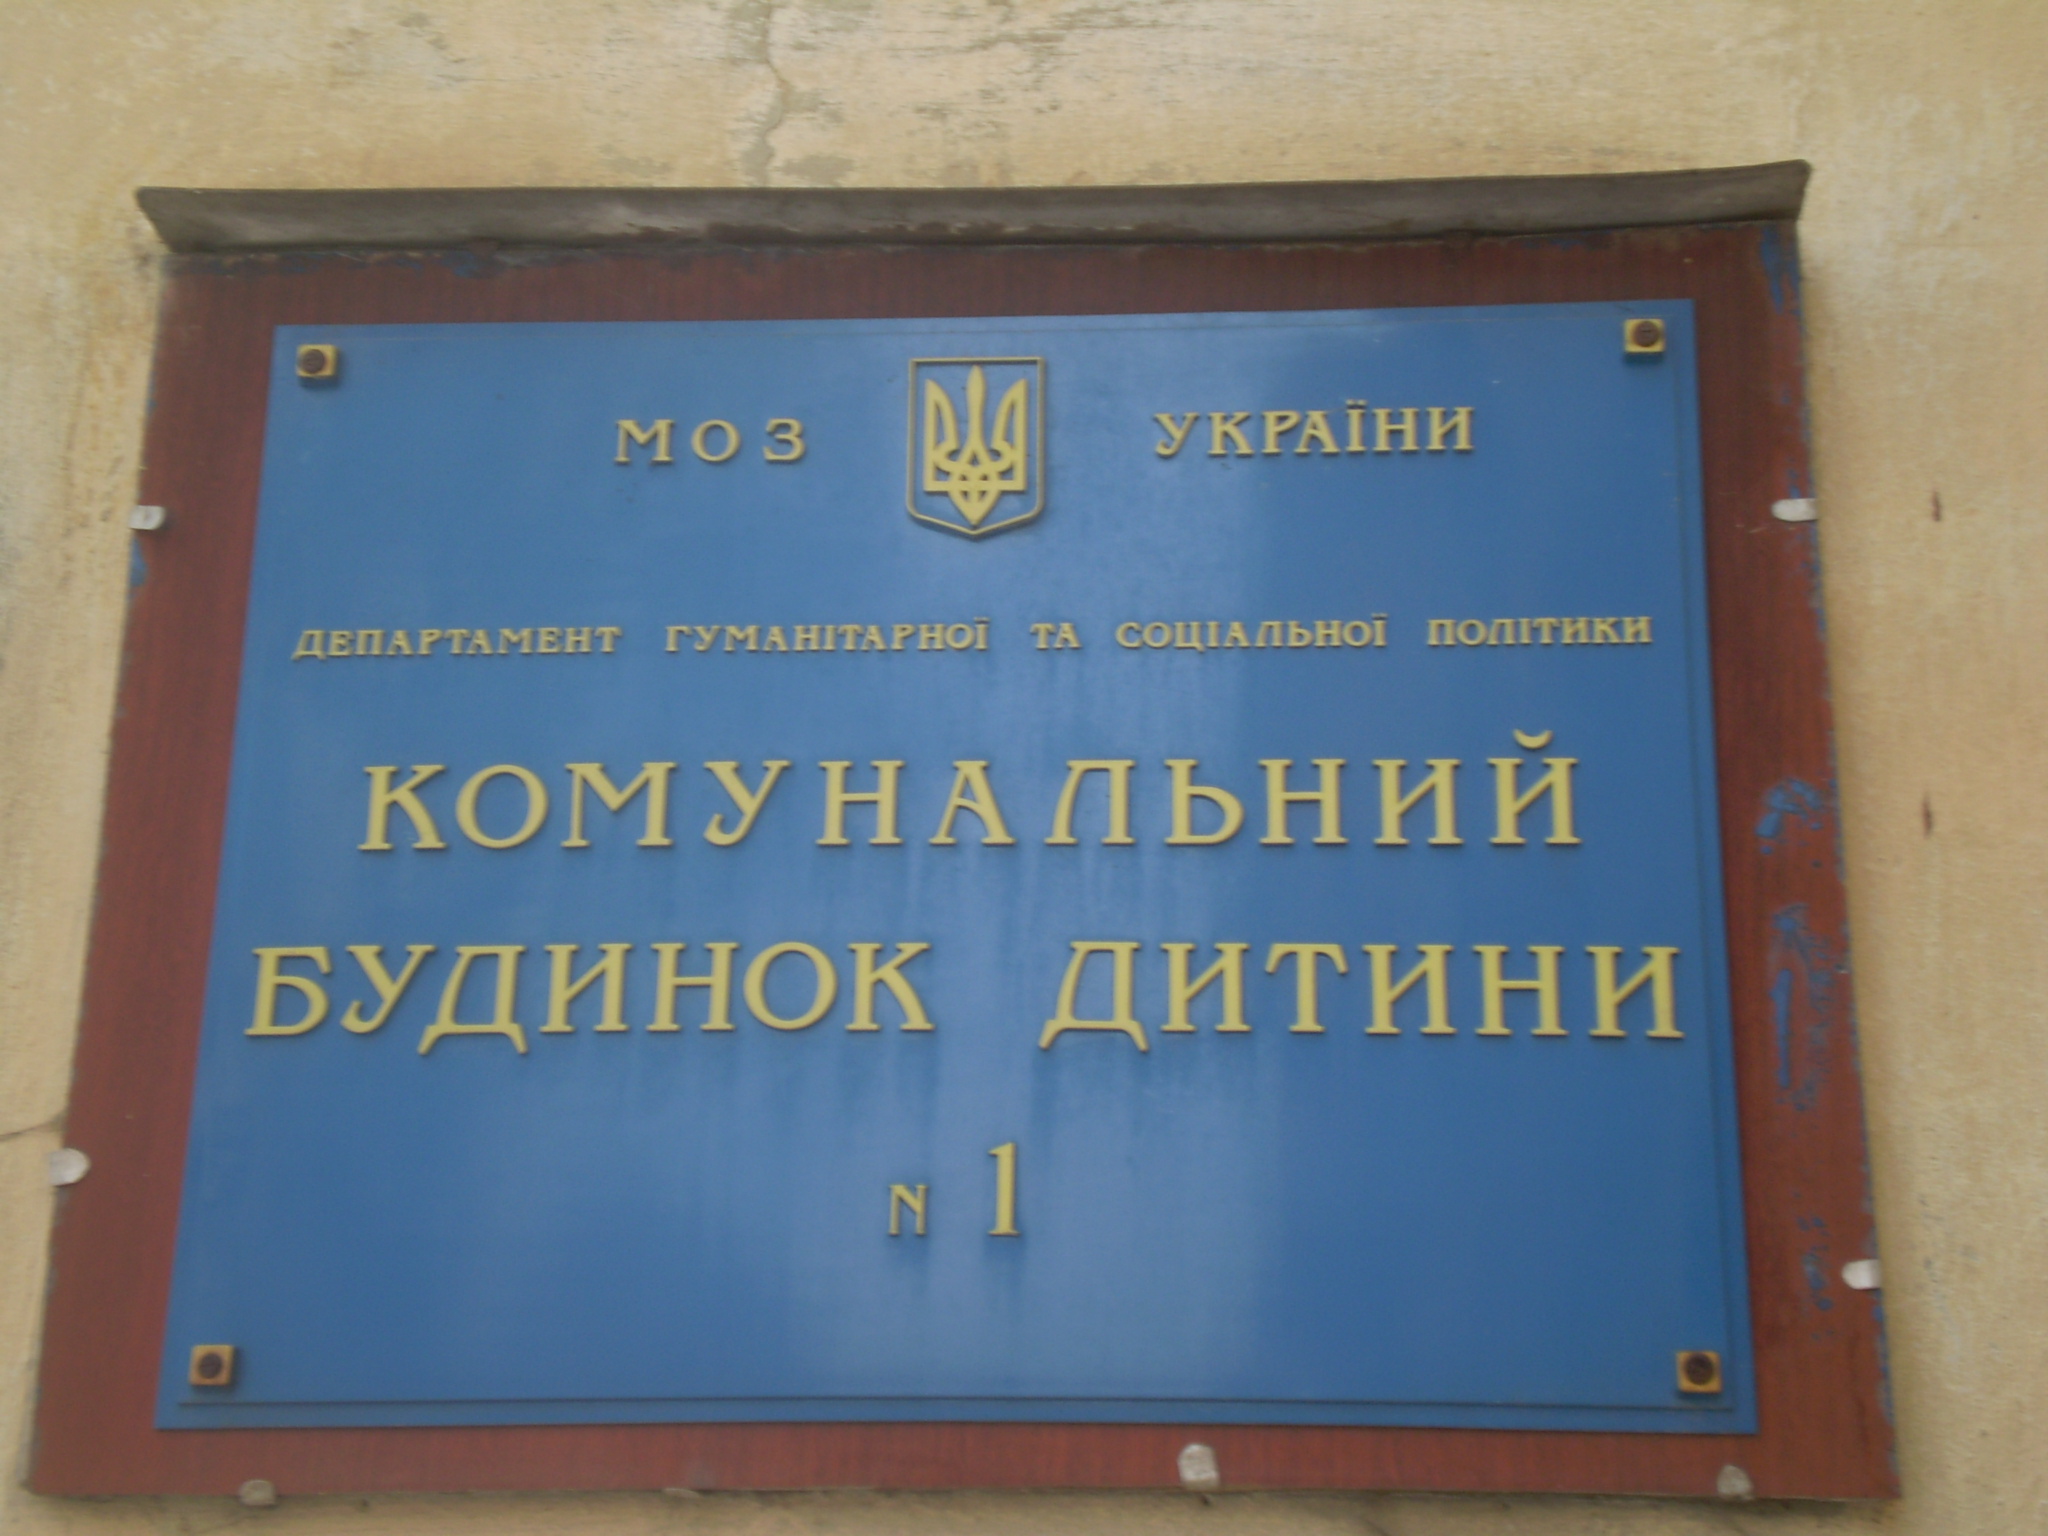 МОЗ УКРАЇНИ
ДЕПАРТАМЕНТ ГУМАНІТАРНОЇ ТА СОЦІАЛЬНОЇ ПОЛІТИКИ
КОМУНАЛЬНИЙ
БУДИНОК ДИТИНИ
N 1